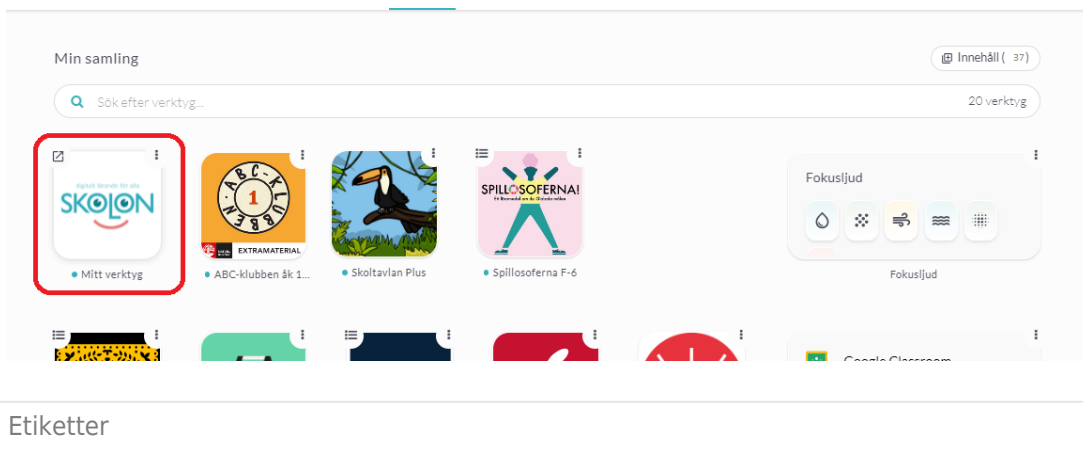 Min samling
Innehåll ( 37)
Sök efter verktyg...
20 verktyg
digitalt lärande för alla
SKOLON
Mitt verktyg
ABC-KLUBBEN
1
EXTRAMATERIAL
ABC-klubben åk 1...
Skoltavlan Plus
SPILLOSOFERNA!
Spillosoferna F-6
Fokusljud
Fokusljud
Google Classroom
Etiketter